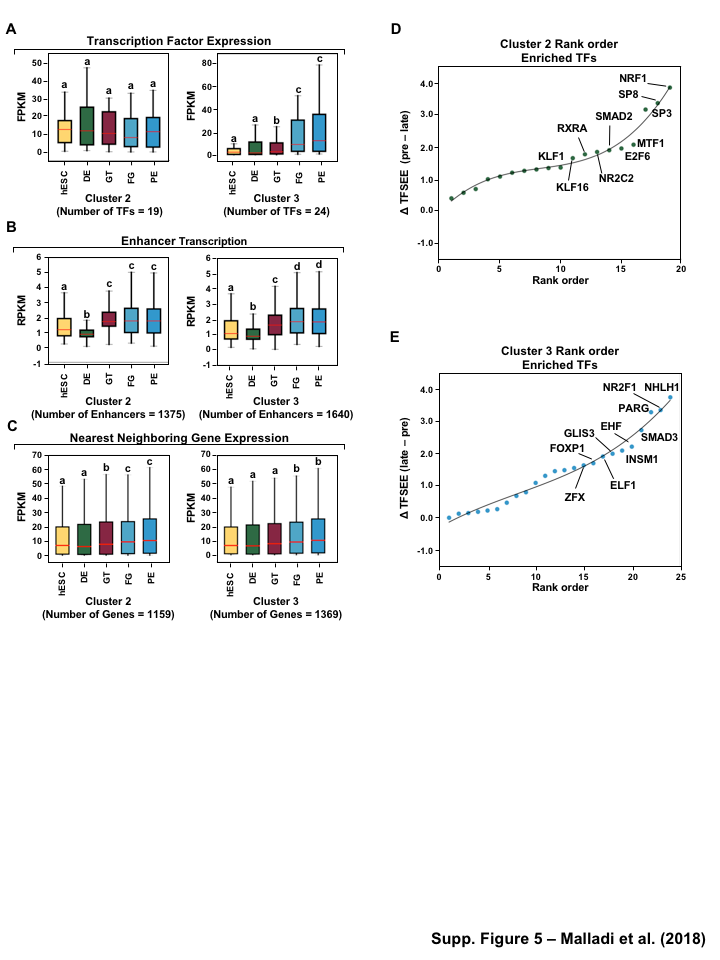 A
Transcription Factor Expression
FPKM
50
40
30
20
10
0
a
a
a
a
a
hESC
DE
GT
FG
PE
Cluster 2
(Number of TFs = 19)
FPKM
80
60
40
20
0
a
a
b
c
c
hESC
DE
GT
FG
PE
Cluster 3
(Number of TFs = 24)
B
Enhancer Transcription
RPKM
6
5
4
3
2
1
0
-1
a
b
c
c
c
hESC
DE
GT
FG
PE
Cluster 2
(Number of Enhancers = 1375)
RPKM
6
5
4
3
2
1
0
-1
a
b
c
d
d
hESC
DE
GT
FG
PE
Cluster 3
(Number of Enhancers = 1640)
C
Nearest Neighboring Gene Expression
FPKM
70
60
50
40
30
20
10
0
a
a
b
c
c
hESC
DE
GT
FG
PE
Cluster 2
(Number of Genes = 1159)
FPKM
70
60
50
40
30
20
10
0
a
a
a
b
b
hESC
DE
GT
FG
PE
Cluster 3
(Number of Genes = 1369)
D
Cluster 2 Rank order
Enriched TFs
Δ TFSEE (pre – late)
4.0
3.0
2.0
1.0
0.0
-1.0
NRF1
SP8
SP3
SMAD2
RXRA
MTF1
KLF1
E2F6
NR2C2
KLF16
0
5
10
15
20
Rank order
E
Cluster 3 Rank order
Enriched TFs
Δ TFSEE (late – pre)
4.0
3.0
2.0
1.0
0.0
-1.0
NR2F1 NHLH1
PARG
EHF
GLIS3
SMAD3
FOXP1
INSM1
ELF1
ZFX
0
5
10
15
20
25
Rank order
Supp. Figure 5 – Malladi et al. (2018)